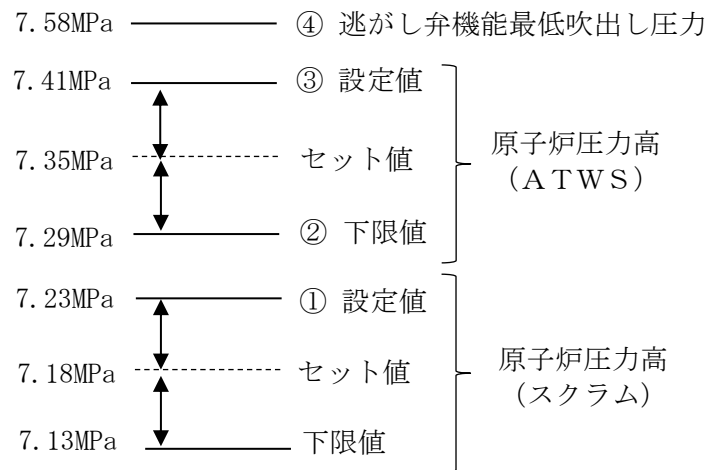 7.58MPa ④ 逃がし弁機能最低吹出し圧力
7.41MPa ③ 設定値
7.35MPa セット値
7.29MPa ② 下限値
原子炉圧力高
（ＡＴＷＳ）
7.23MPa ① 設定値
7.18MPa セット値
7.13MPa 下限値
原子炉圧力高
（スクラム）